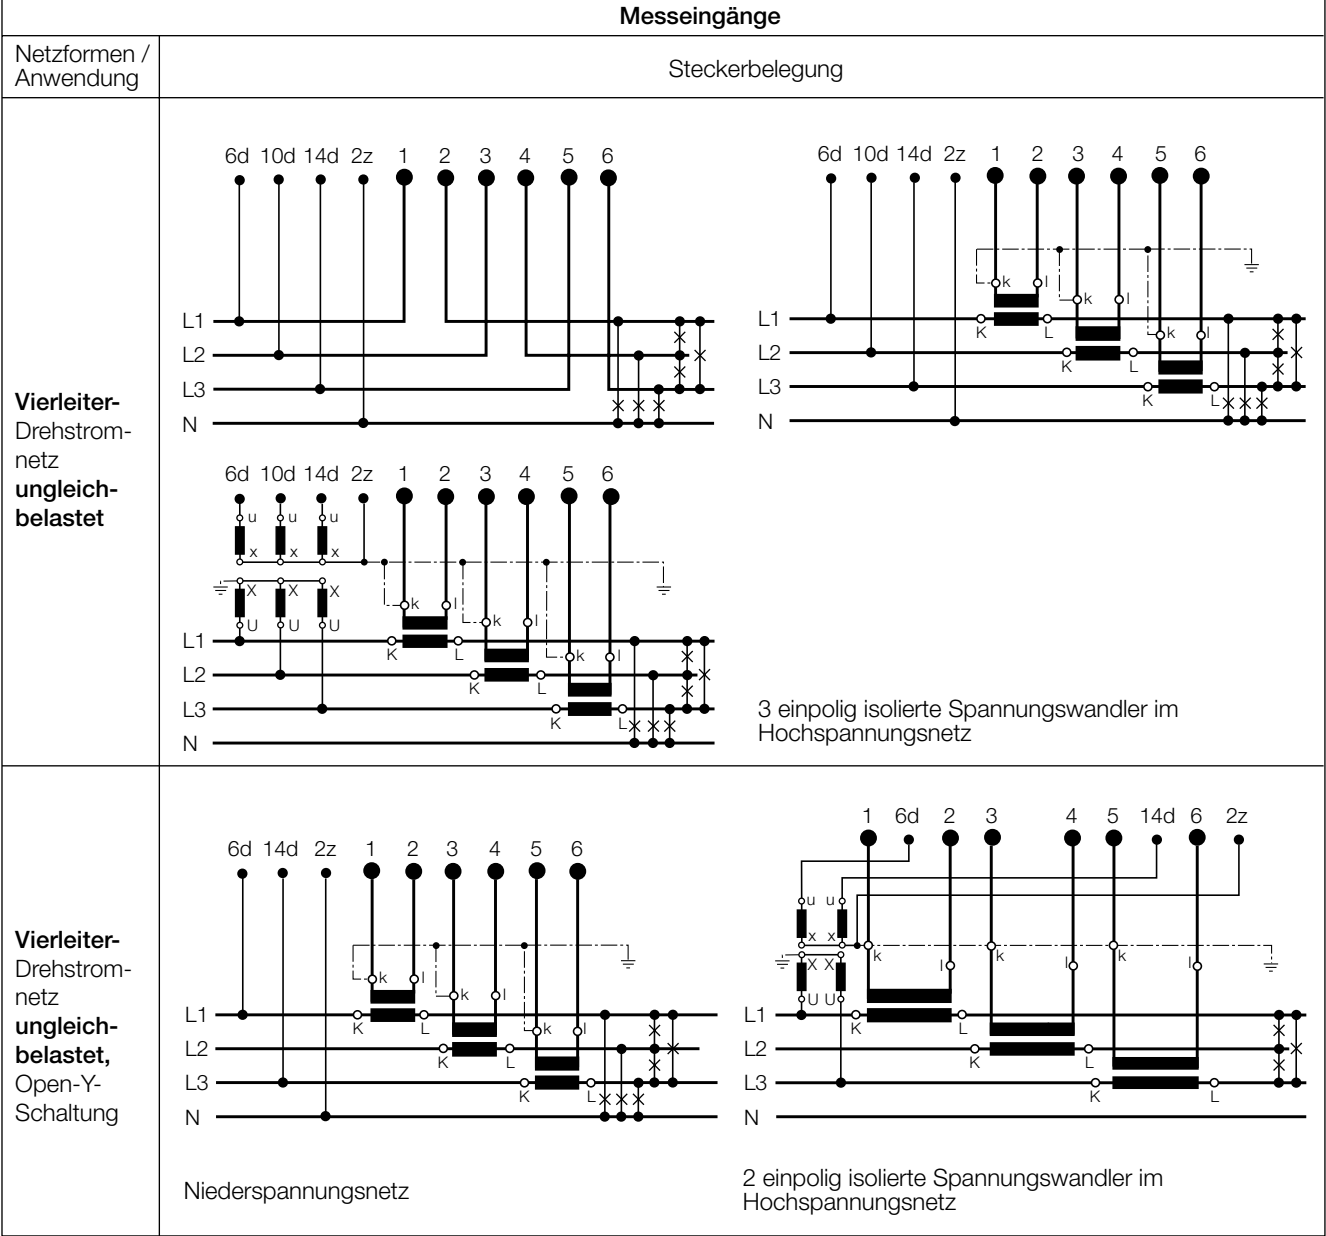 Messeingänge
Netzformen /
Anwendung
Steckerbelegung
Vierleiter-
Drehstrom-
netz
ungleich-
belastet
6d 10d 14d 2z 1 2 3 4 5 6
L1
L2
L3
N
6d 10d 14d 2z 1 2 3 4 5 6
k l
k l
L1 K L k l
L2 K L
L3 K L
N
6d 10d 14d 2z 1 2 3 4 5 6
u u u
x x x
X X X
k l
U U U k l
L1 K L k l
L2 K L
L3 K L
N
3 einpolig isolierte Spannungswandler im
Hochspannungsnetz
Vierleiter-
Drehstrom-
netz
ungleich-
belastet,
Open-Y-
Schaltung
6d 14d 2z 1 2 3 4 5 6
k l
k l
L1 K L k l
L2 K L
L3 K L
N
Niederspannungsnetz
1 6d 2 3 4 5 14d 6 2z
u u
x x
k l k l k l
X X
U U
L1 K L
L2 K L
L3 K L
N
2 einpolig isolierte Spannungswandler im
Hochspannungsnetz